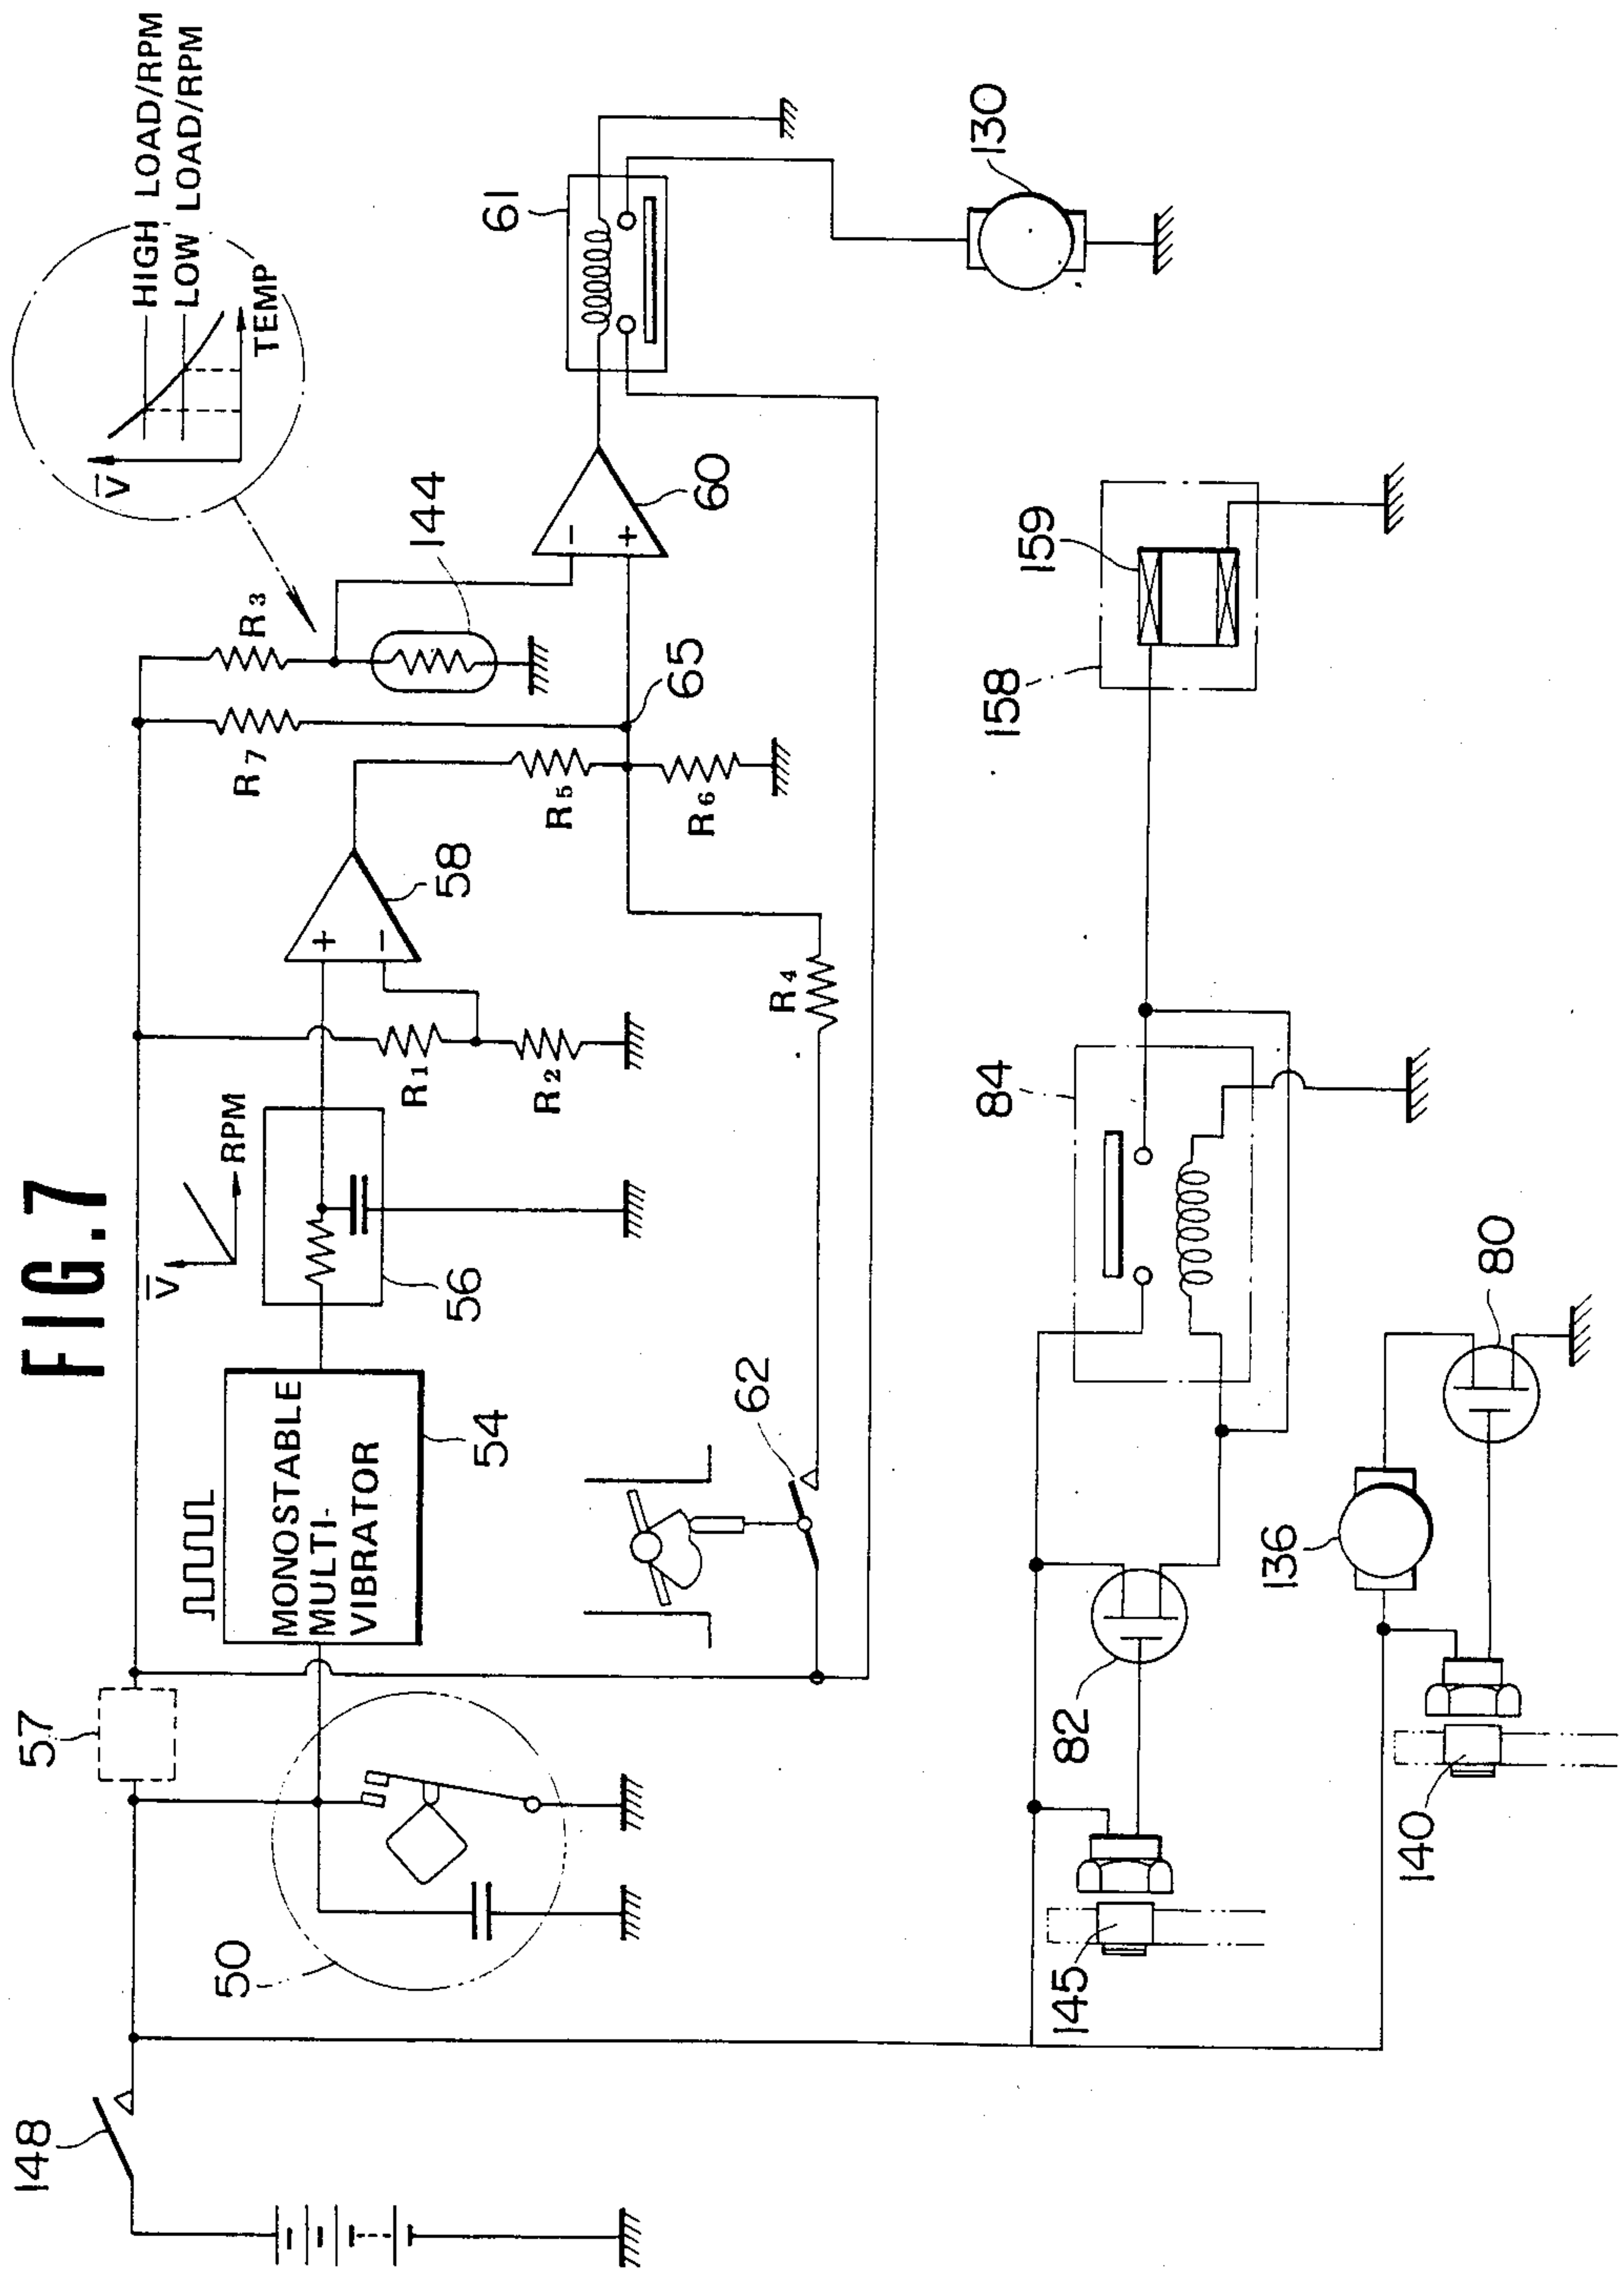 FIG.7
148
57
50
MONOSTABLE
MULTI-
VIBRATOR
54
V
RPM
56
R1
R2
58
+
−
R7
R3
R5
R6
R4
65
144
V
TEMP
HIGH LOAD/RPM
LOW LOAD/RPM
−
+
60
61
130
62
84
158
159
82
145
136
80
140